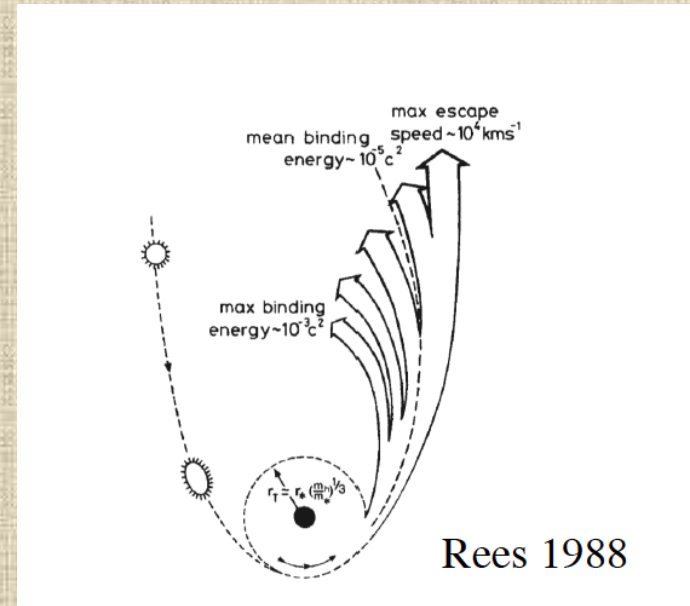 max escape
speed ~ 10⁴ kms⁻¹
mean binding
energy ~ 10⁻⁵c²
max binding
energy ~ 10⁻³c²
r_T = r_* (m_h/m_*)^1/3
Rees 1988